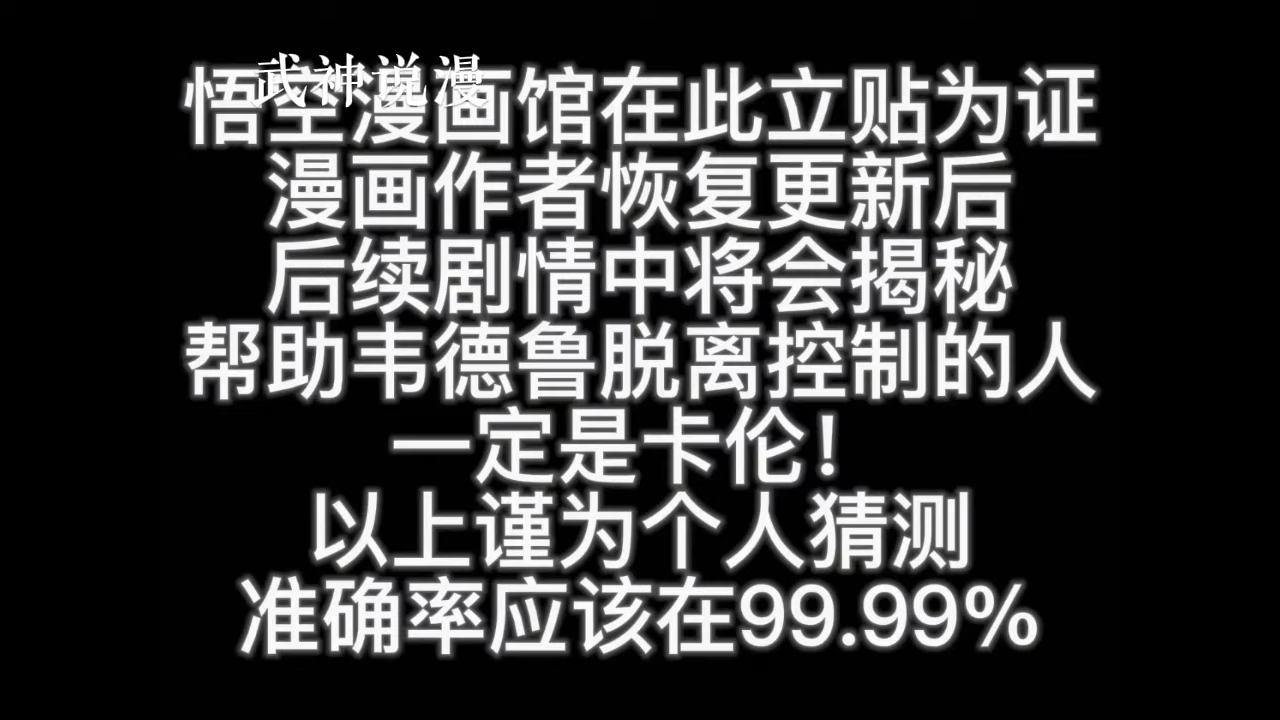 武神说漫
悟空漫画馆在此立贴为证
漫画作者恢复更新后
后续剧情中将会揭秘
帮助韦德鲁脱离控制的人
一定是卡伦！
以上谨为个人猜测
准确率应该在99.99%